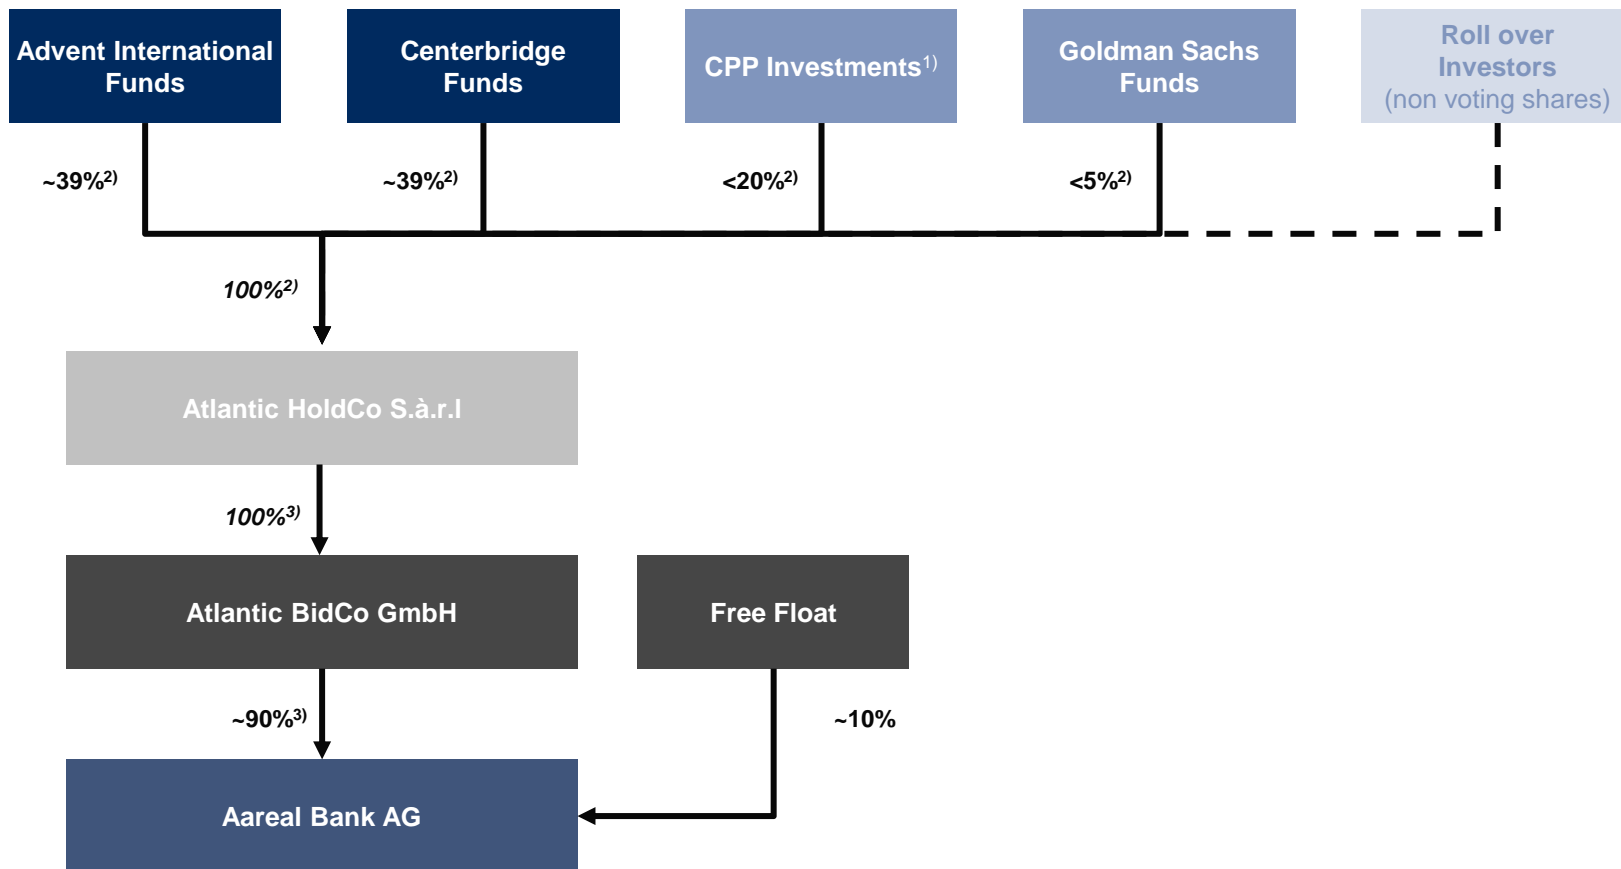 Advent International
Funds
Centerbridge
Funds
CPP Investments1)
Goldman Sachs
Funds
Roll over
Investors
(non voting shares)
~39%2)
~39%2)
<20%2)
<5%2)
100%2)
Atlantic HoldCo S.à.r.l
100%3)
Atlantic BidCo GmbH
Free Float
~90%3)
~10%
Aareal Bank AG